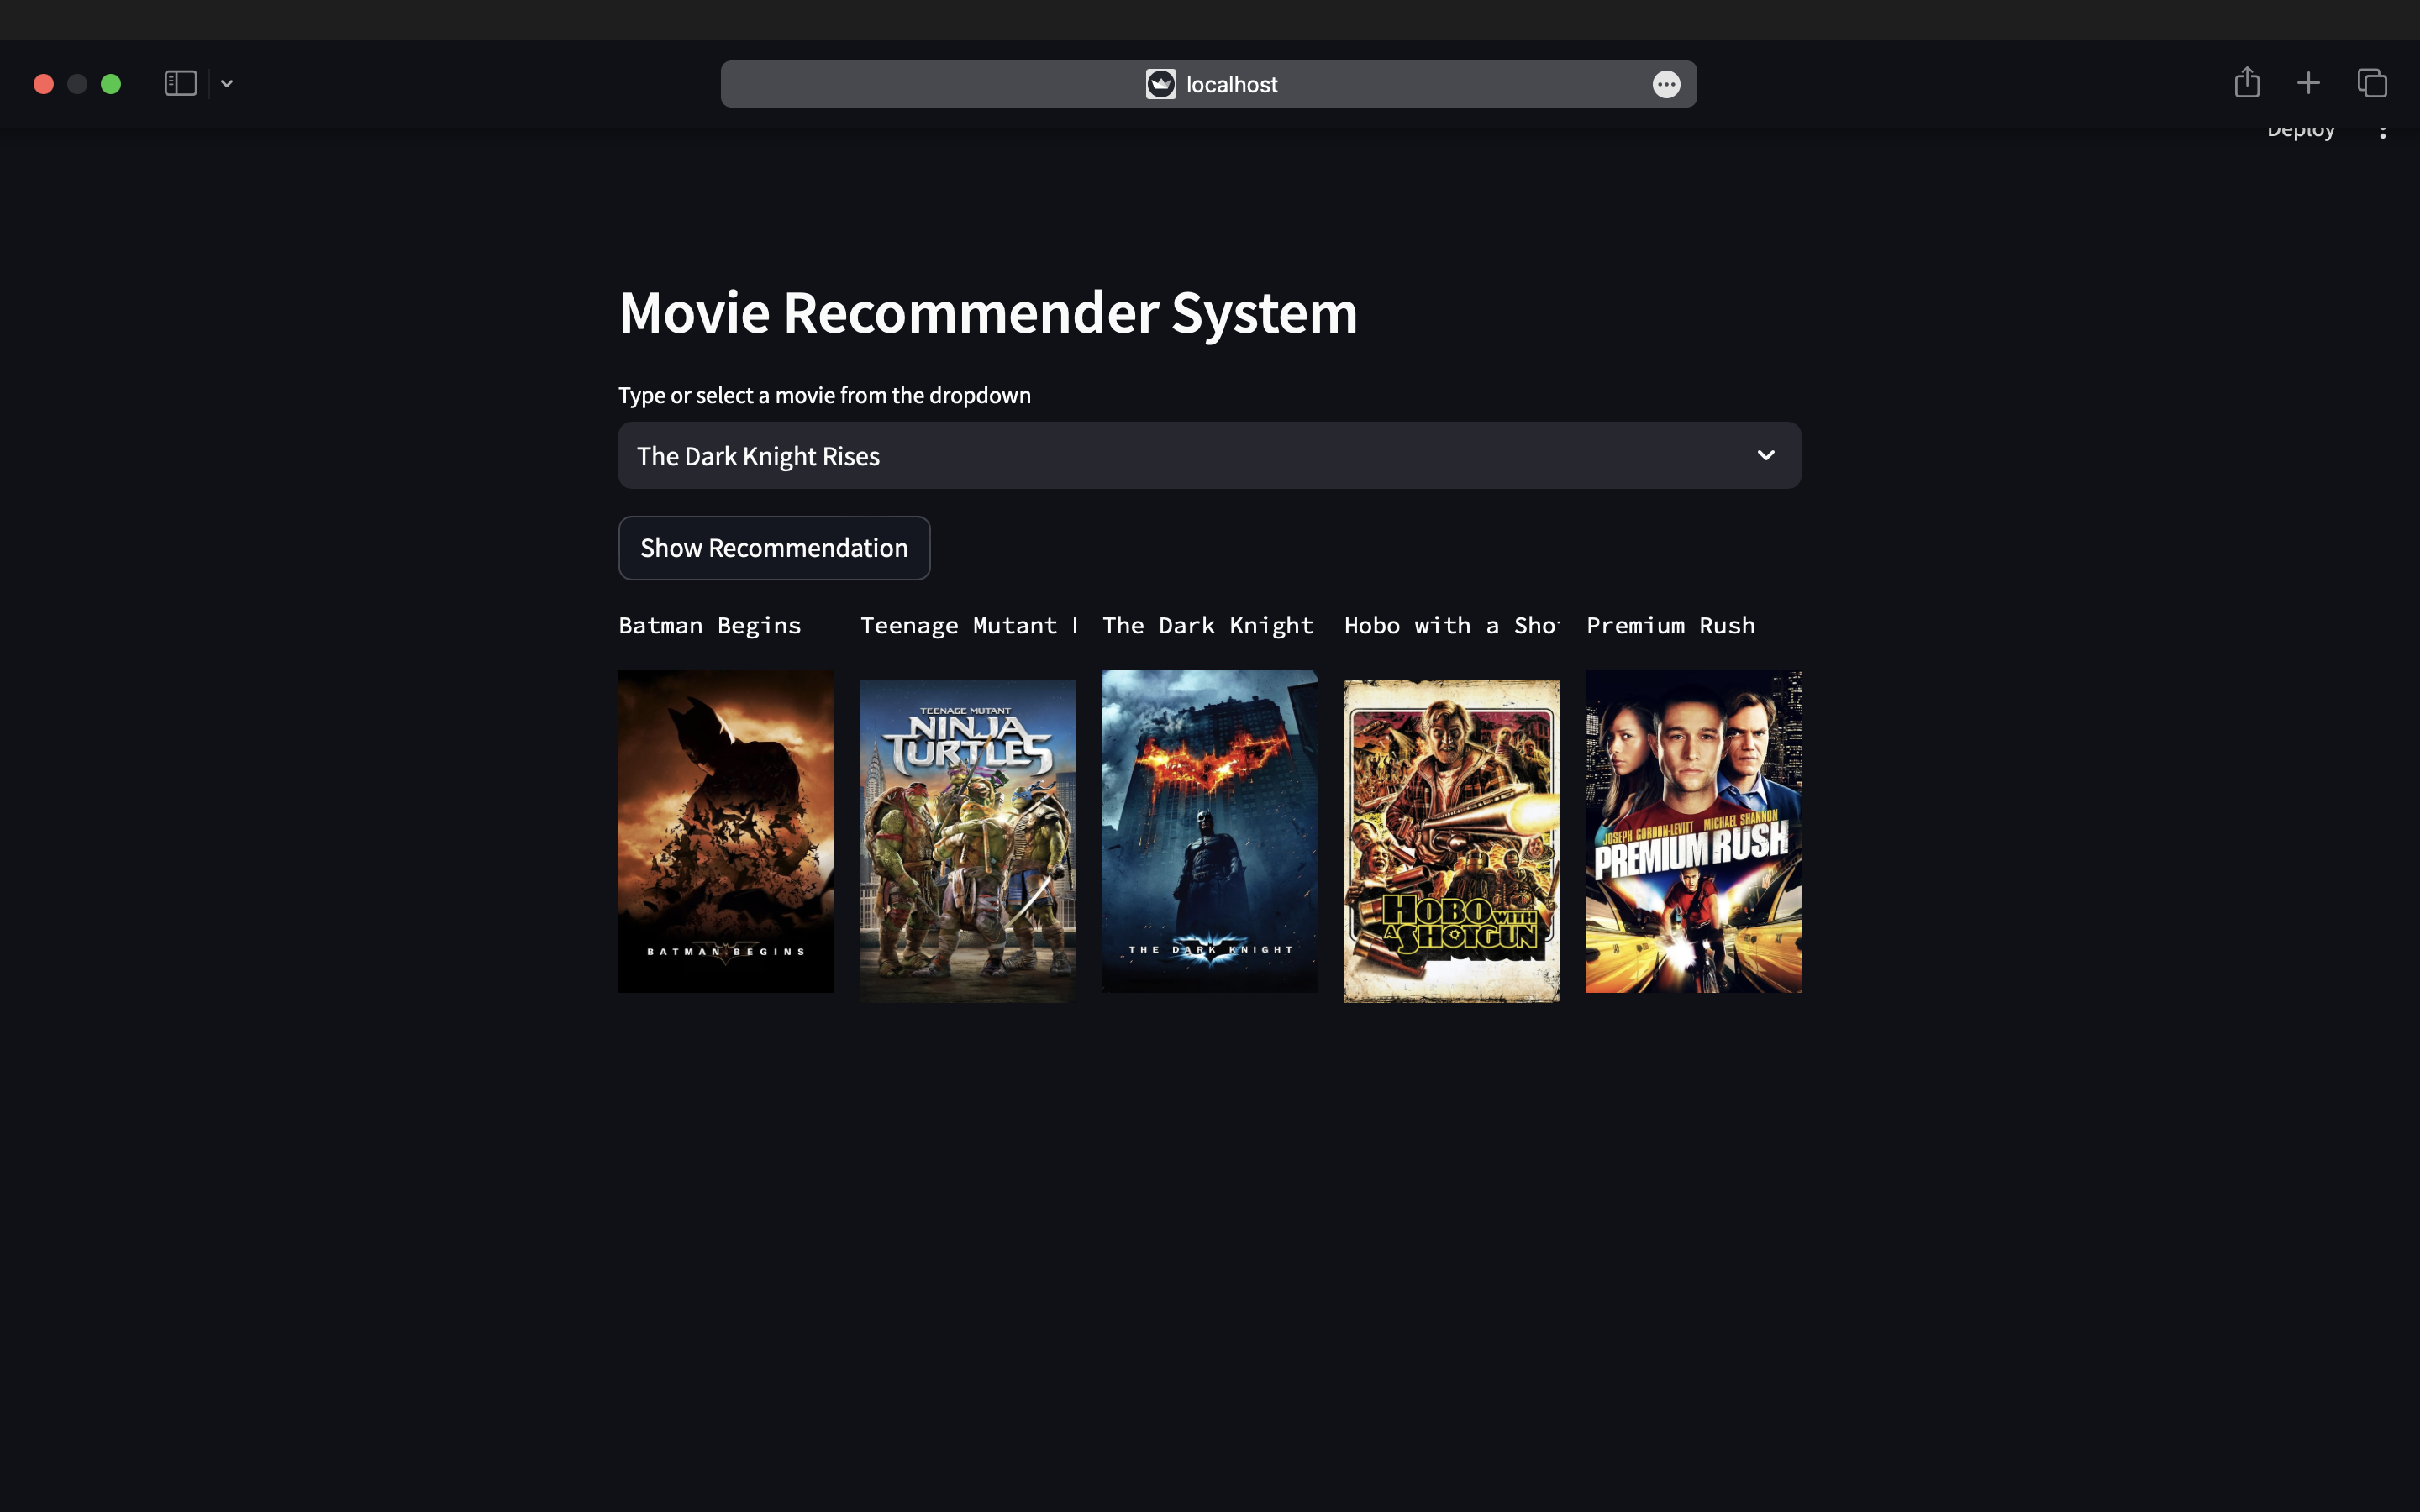 localhost
Deploy
Movie Recommender System
Type or select a movie from the dropdown
The Dark Knight Rises
Show Recommendation
Batman Begins
Teenage Mutant
The Dark Knight
Hobo with a Sho
Premium Rush
BATMAN BEGINS
TEENAGE MUTANT
NINJA
TURTLES
THE DARK KNIGHT
HOBO WITH
A SHOTGUN
JOSEPH GORDON-LEVITT MICHAEL SHANNON
PREMIUM RUSH